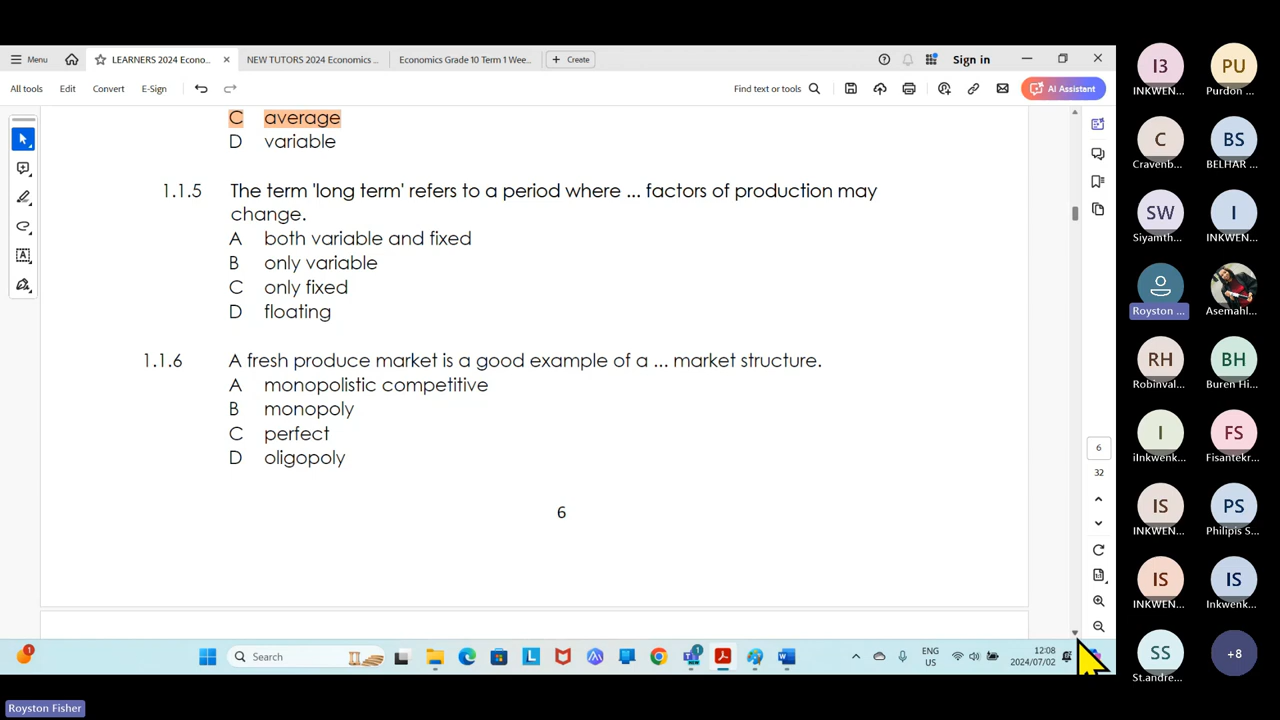 Menu
LEARNERS 2024 Econo...
NEW TUTORS 2024 Economics ...
Economics Grade 10 Term 1 Wee...
Create
Sign in
All tools
Edit
Convert
E-Sign
Find text or tools
AI Assistant
C average
D variable
1.1.5 The term 'long term' refers to a period where ... factors of production may
change.
A both variable and fixed
B only variable
C only fixed
D floating
1.1.6 A fresh produce market is a good example of a ... market structure.
A monopolistic competitive
B monopoly
C perfect
D oligopoly
6
6
32
I3
INKWEN...
PU
Purdon ...
C
Cravenb...
BS
BELHAR ...
SW
Siyamth...
I
INKWEN...
Royston ...
Asemahl...
RH
Robinval...
BH
Buren Hi...
I
iInkwenk...
FS
Fisantekr...
IS
INKWEN...
PS
Philipis S...
IS
INKWEN...
IS
Inkwenk...
SS
St.andre...
+8
1
Search
L
1
ENG
US
12:08
2024/07/02
Royston Fisher